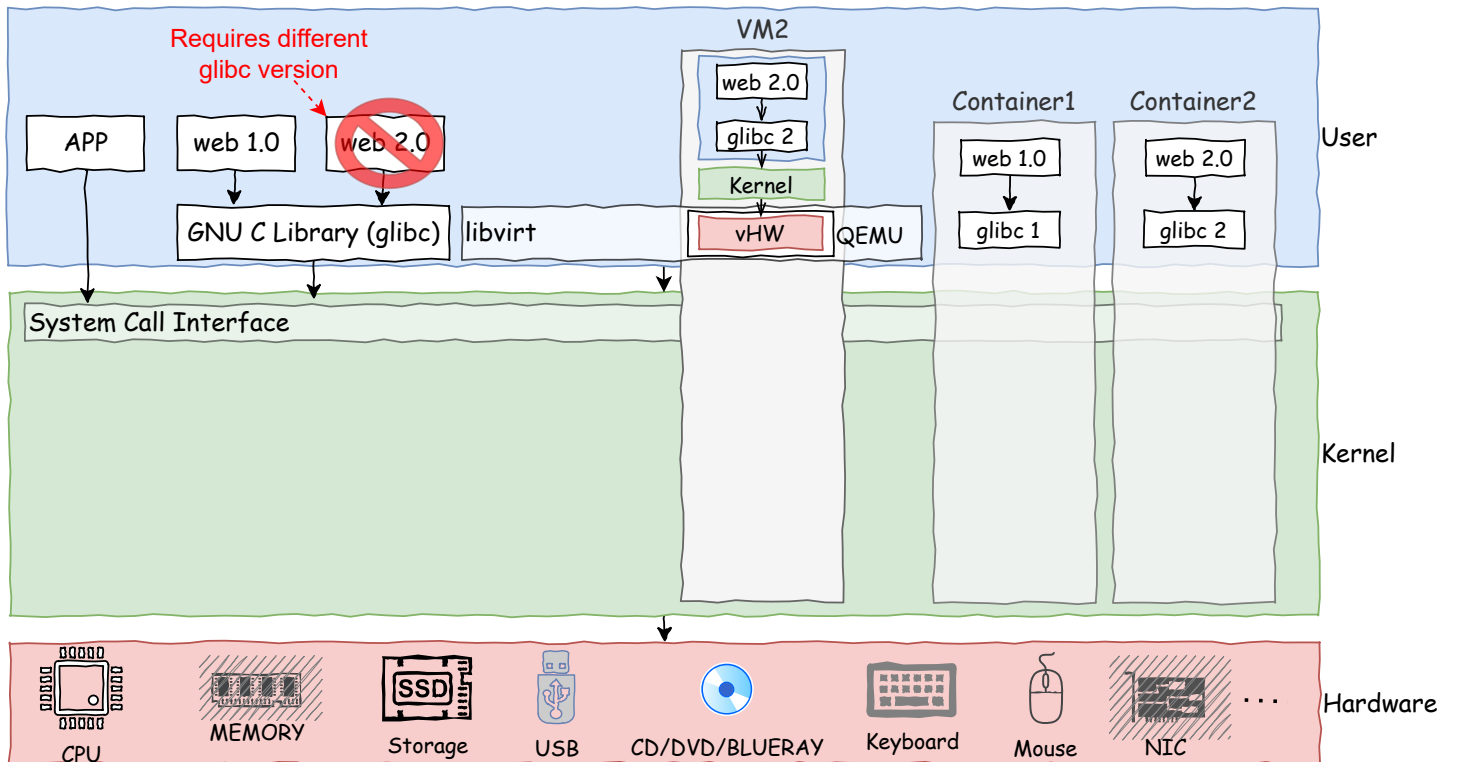 Requires different
glibc version
VM2
web 2.0
glibc 2
Kernel
vHW
Container1
Container2
APP
web 1.0
web 2.0
web 1.0
web 2.0
User
GNU C Library (glibc)
libvirt
QEMU
glibc 1
glibc 2
System Call Interface
Kernel
SSD
CPU
MEMORY
Storage
USB
CD/DVD/BLUERAY
Keyboard
Mouse
NIC
...
Hardware